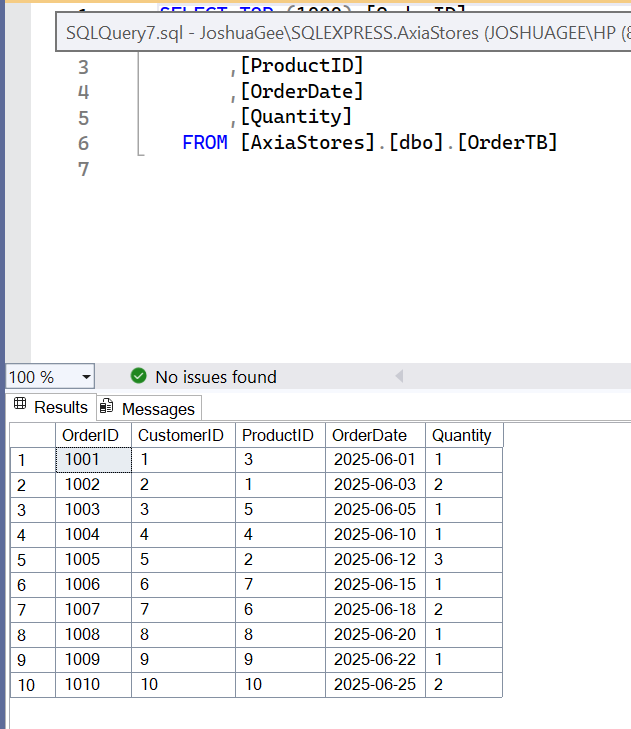 SQLQuery7.sql - JoshuaGee\SQLEXPRESS.AxiaStores (JOSHUAGEE\HP (
3 ,[ProductID]
4 ,[OrderDate]
5 ,[Quantity]
6 FROM [AxiaStores].[dbo].[OrderTB]
7
100 % No issues found
Results Messages
OrderID CustomerID ProductID OrderDate Quantity
1 1001 1 3 2025-06-01 1
2 1002 2 1 2025-06-03 2
3 1003 3 5 2025-06-05 1
4 1004 4 4 2025-06-10 1
5 1005 5 2 2025-06-12 3
6 1006 6 7 2025-06-15 1
7 1007 7 6 2025-06-18 2
8 1008 8 8 2025-06-20 1
9 1009 9 9 2025-06-22 1
10 1010 10 10 2025-06-25 2